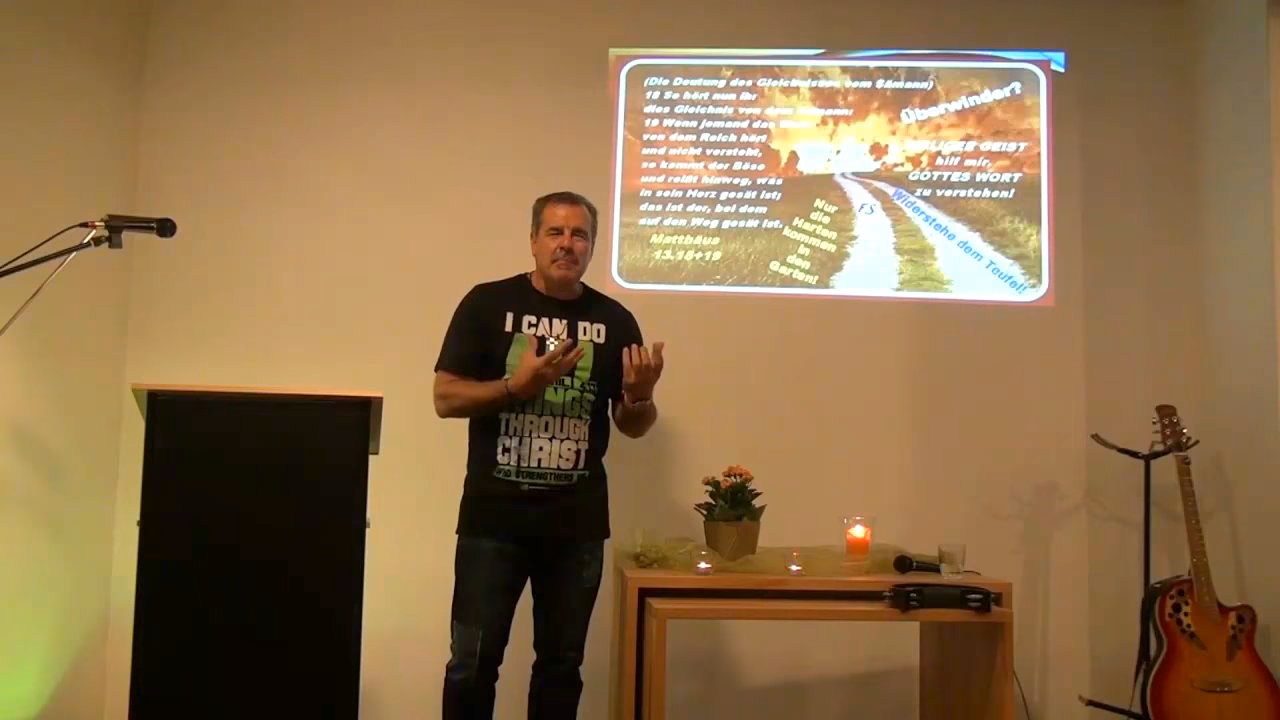 (Die Deutung des Gleichnisses vom Sämann)
18 So hört nun ihr
dies Gleichnis von dem Sämann:
19 Wenn jemand das Wort
von dem Reich hört
und nicht versteht,
so kommt der Böse
und reißt hinweg, was
in sein Herz gesät ist;
das ist der, bei dem
auf den Weg gesät ist.
Matthäus
13.18+19
Überwinder?
HEILIGER GEIST
hilf mir,
GOTTES WORT
zu verstehen!
Nur
die
Harten
kommen
in
den
Garten!
FS
Widerstehe dem Teufel!
I CAN DO
THINGS
THROUGH
CHRIST
STRENGTHENS